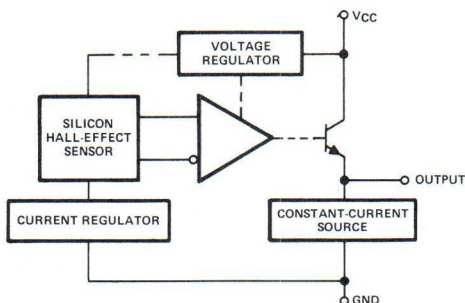 VCC
VOLTAGE
REGULATOR
SILICON
HALL-EFFECT
SENSOR
OUTPUT
CURRENT REGULATOR
CONSTANT-CURRENT
SOURCE
GND